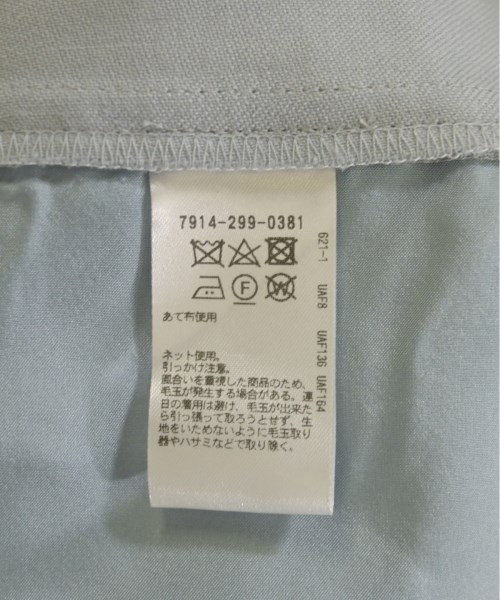 7914-299-0381
F
W
あて布使用
ネット使用。
引っかけ注意。
風合いを重視した商品のため、
毛玉が発生する場合がある。連
日の着用は避け、毛玉が出来た
ら引っ張って取ろうとせず、生
地をいためないように毛玉取り
器やハサミなどで取り除く。
621-1 UAF8 UAF136 UAF164